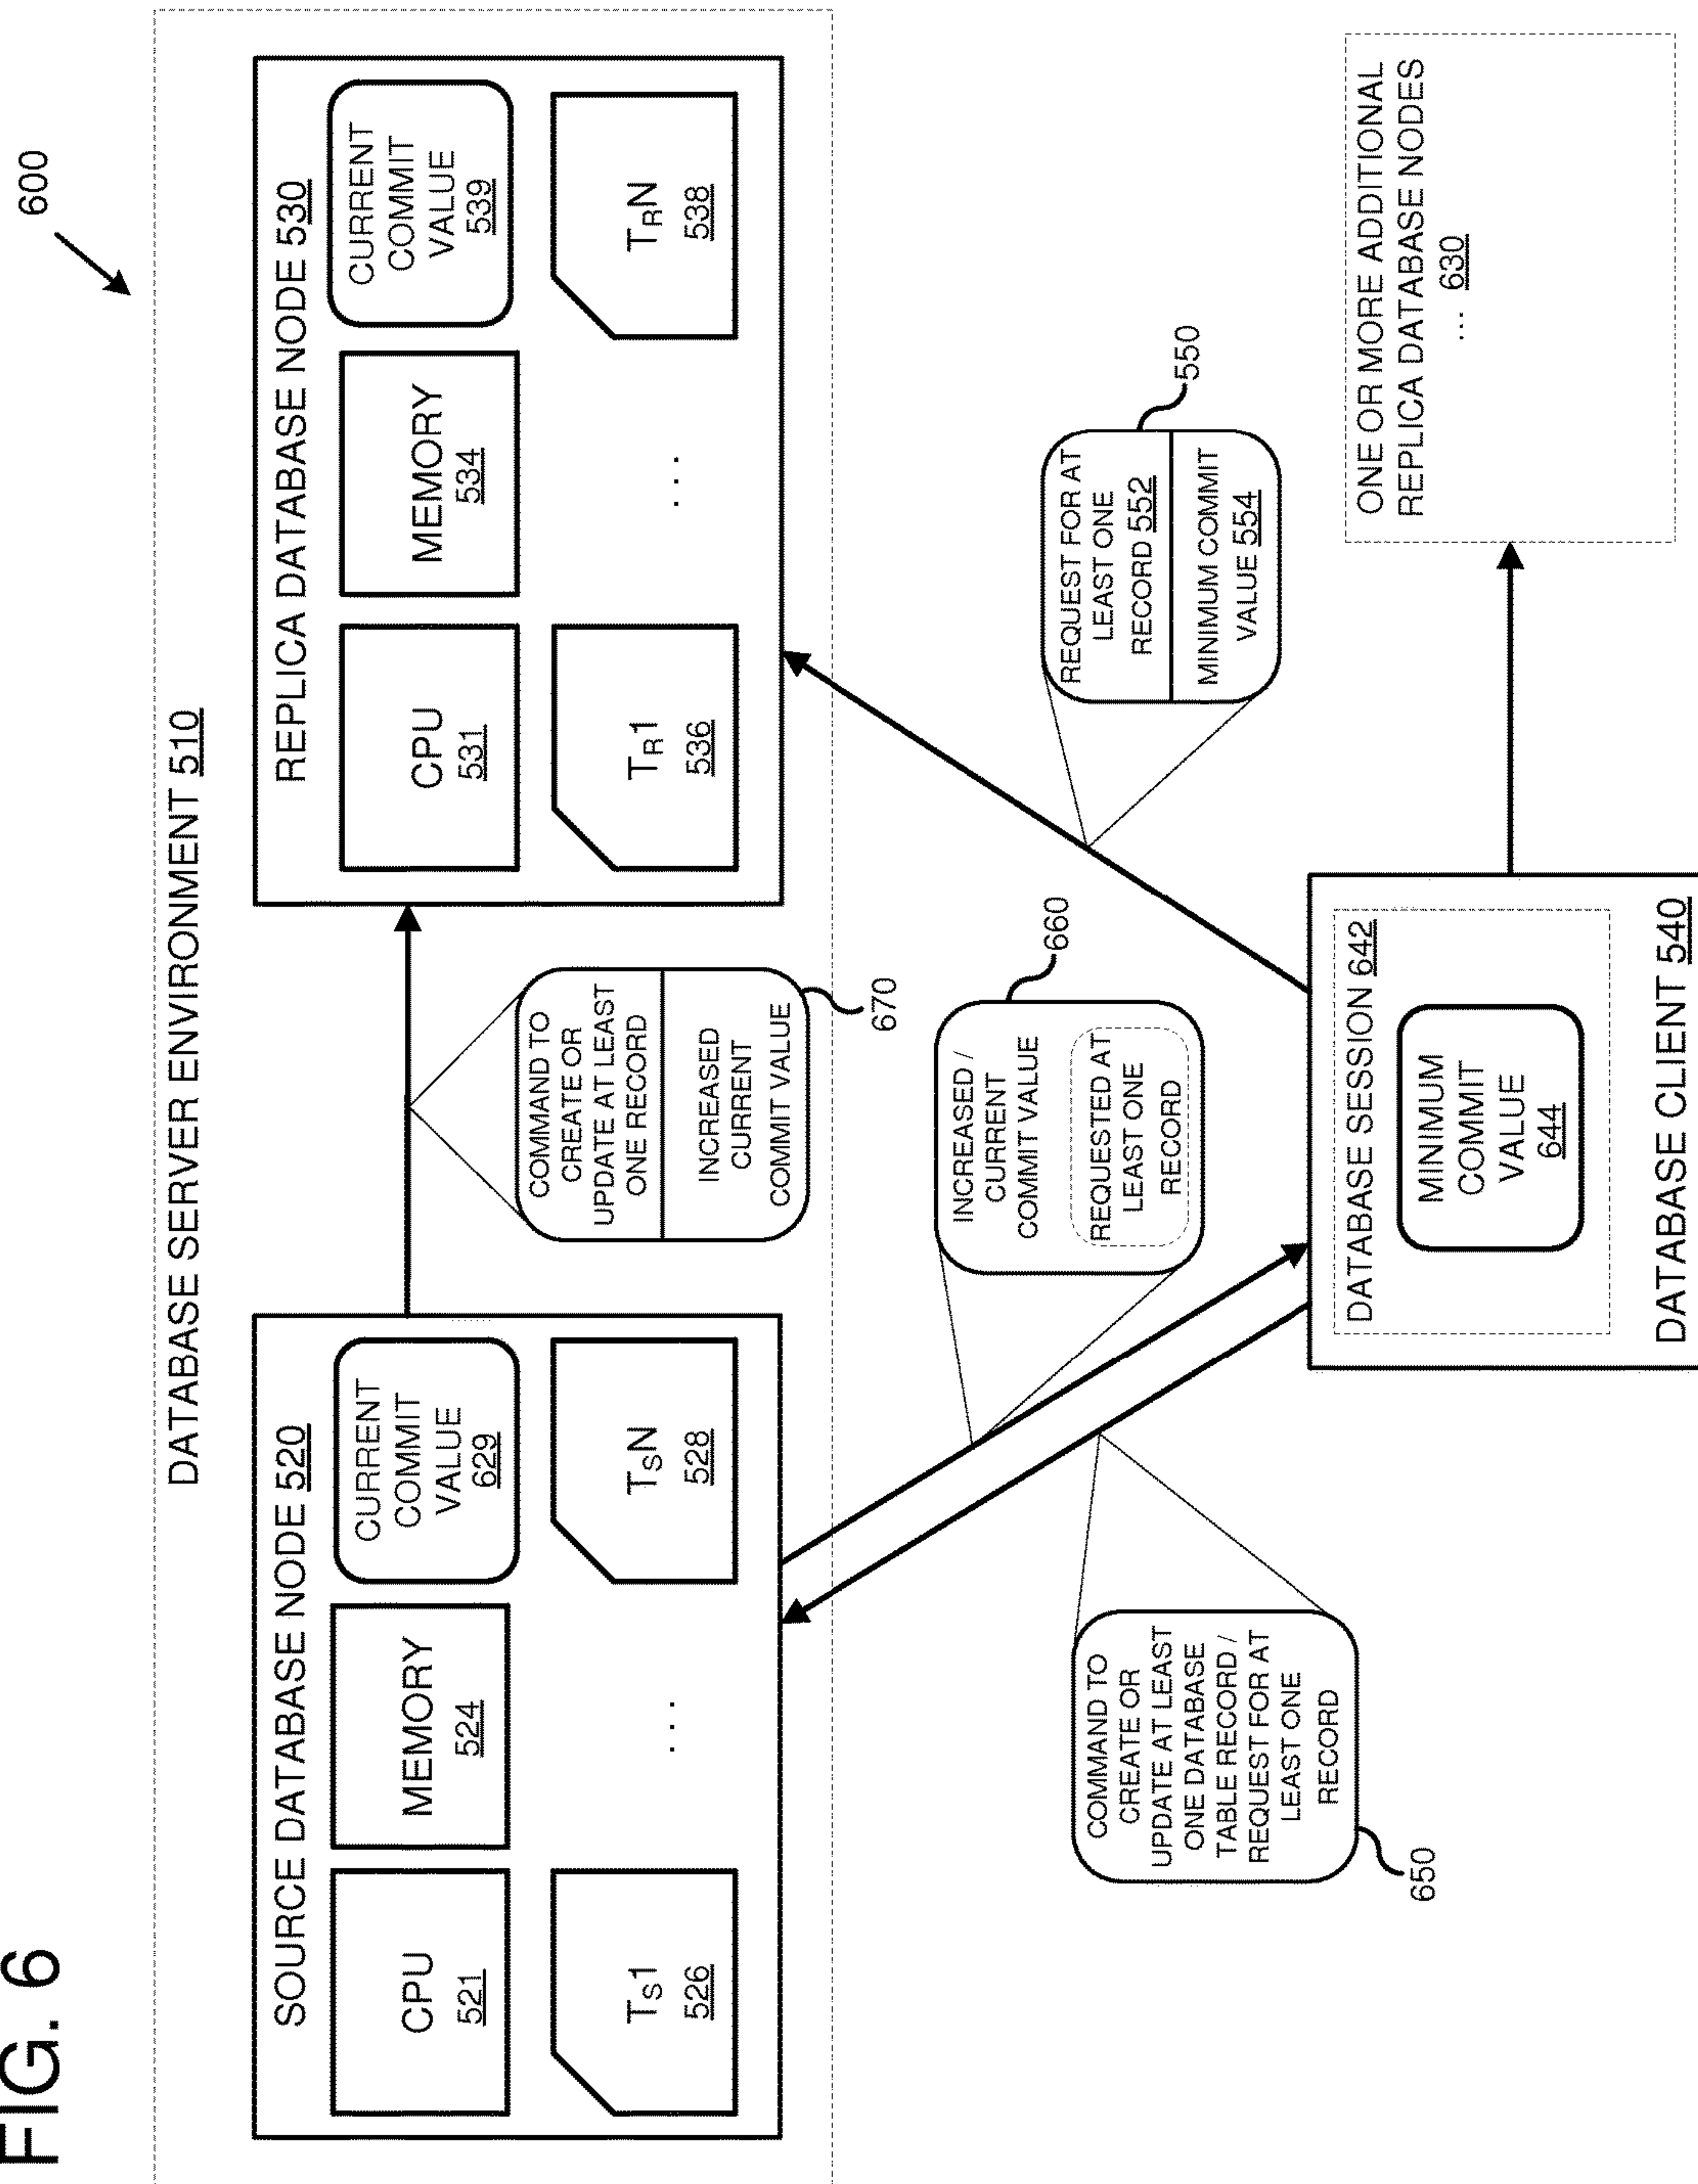 FIG. 6
600
DATABASE SERVER ENVIRONMENT 510
SOURCE DATABASE NODE 520
CPU
521
MEMORY
524
CURRENT
COMMIT
VALUE
629
TS1
526
...
TSN
528
COMMAND TO
CREATE OR
UPDATE AT LEAST
ONE RECORD
INCREASED
CURRENT
COMMIT VALUE
670
REPLICA DATABASE NODE 530
CPU
531
MEMORY
534
CURRENT
COMMIT
VALUE
539
TR1
536
...
TRN
538
COMMAND TO
CREATE OR
UPDATE AT LEAST
ONE DATABASE
TABLE RECORD /
REQUEST FOR AT
LEAST ONE
RECORD
650
INCREASED /
CURRENT
COMMIT VALUE
REQUESTED AT
LEAST ONE
RECORD
660
REQUEST FOR AT
LEAST ONE
RECORD 552
MINIMUM COMMIT
VALUE 554
550
DATABASE SESSION 642
MINIMUM
COMMIT
VALUE
644
DATABASE CLIENT 540
ONE OR MORE ADDITIONAL
REPLICA DATABASE NODES
... 630